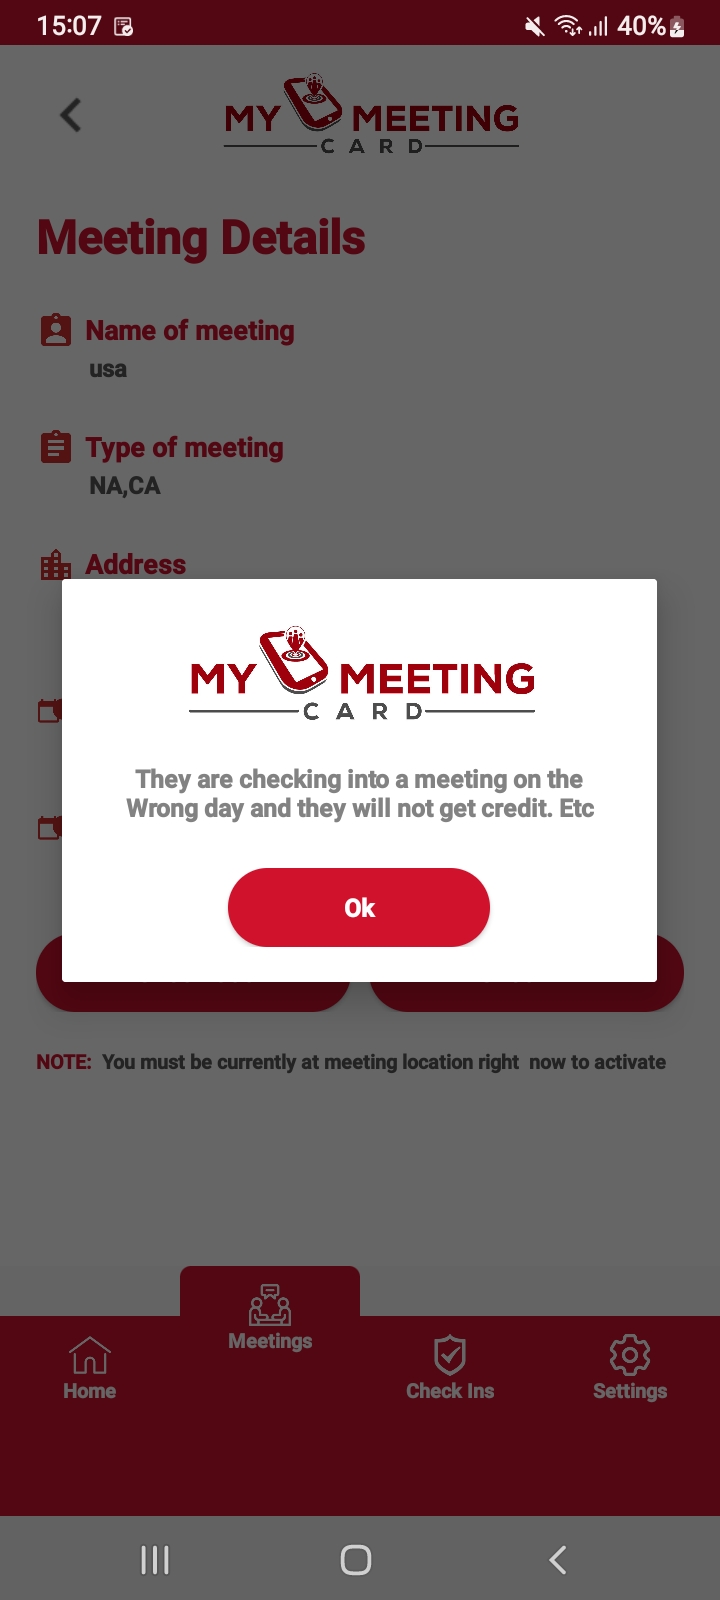 15:07
40%
MY MEETING
CARD
Meeting Details
Name of meeting
usa
Type of meeting
NA,CA
Address
MY MEETING
CARD
They are checking into a meeting on the
Wrong day and they will not get credit. Etc
Ok
NOTE: You must be currently at meeting location right now to activate
Meetings
Home
Check Ins
Settings